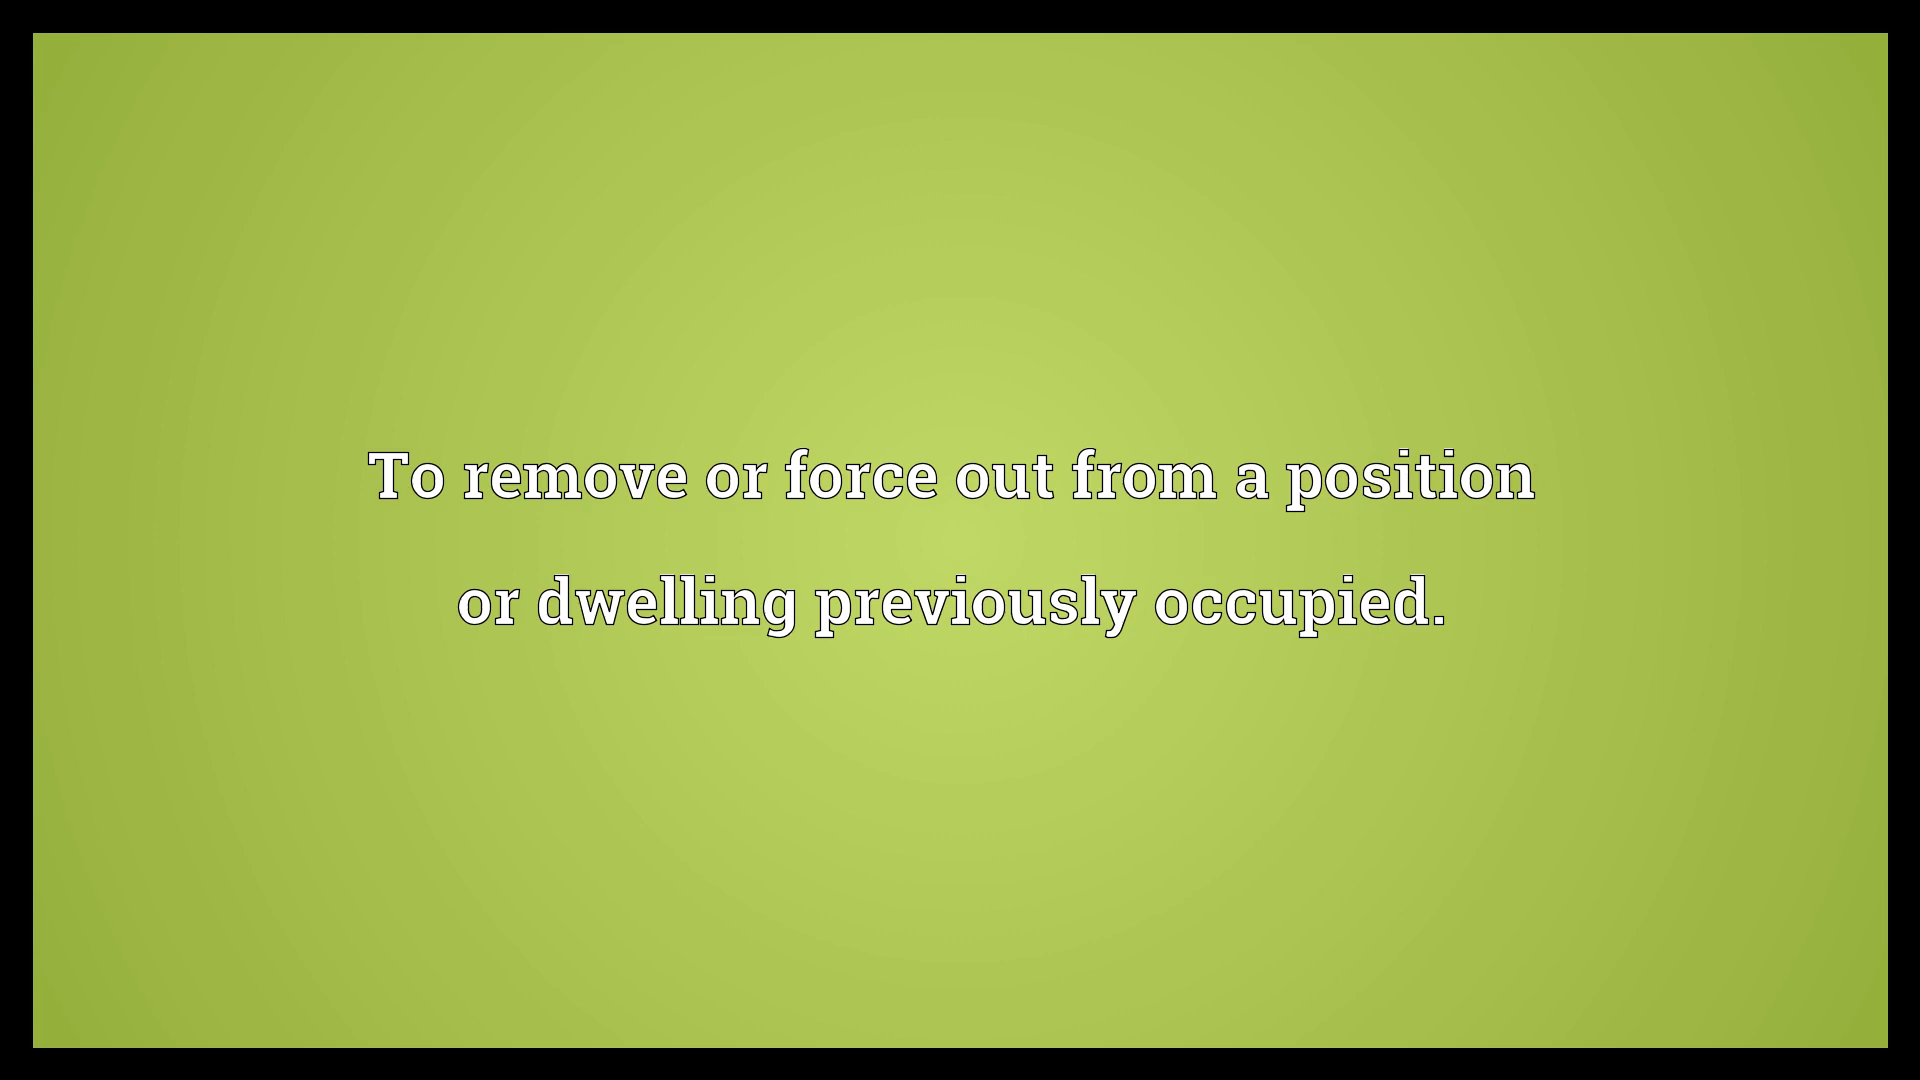 To remove or force out from a position
or dwelling previously occupied.